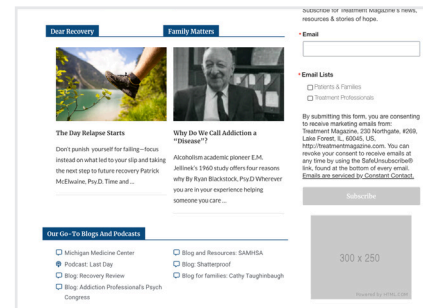 Dear Recovery
The Day Relapse Starts
Don't punish yourself for failing—focus
instead on what led to your slip and taking
the next step to future recovery Patrick
McElwaine, Psy.D. Time and ...
Family Matters
Why Do We Call Addiction a
“Disease”?
Alcoholism academic pioneer E.M.
Jellinek's 1960 study offers four reasons
why By Ryan Blackstock, Psy.D Wherever
you are in your experience helping
someone you care ...
Our Go-To Blogs And Podcasts
Michigan Medicine Center
Podcast: Last Day
Blog: Recovery Review
Blog: Addiction Professional's Psych
Congress
Blog and Resources: SAMHSA
Blog: Shatterproof
Blog for families: Cathy Taughinbaugh
Subscribe for Treatment Magazine's news,
resources & stories of hope.
* Email
* Email Lists
Patients & Families
Treatment Professionals
By submitting this form, you are consenting
to receive marketing emails from:
Treatment Magazine, 230 Northgate, #269,
Lake Forest, IL, 60045, US,
http://treatmentmagazine.com. You can
revoke your consent to receive emails at
any time by using the SafeUnsubscribe®
link, found at the bottom of every email.
Emails are serviced by Constant Contact.
Subscribe
300 x 250
Powered by HTML.COM